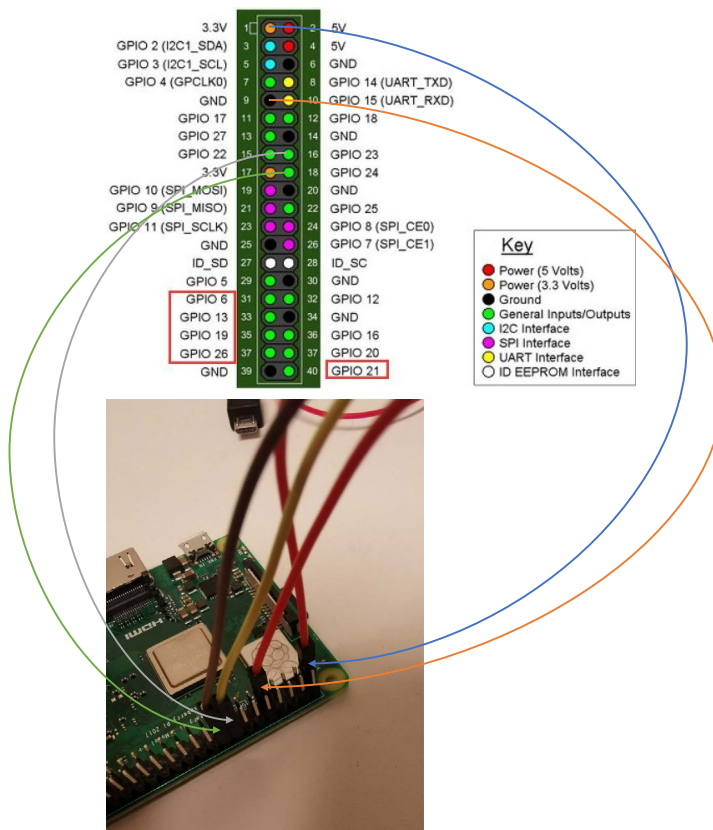 3.3V 1 2 5V
GPIO 2 (I2C1_SDA) 3 4 5V
GPIO 3 (I2C1_SCL) 5 6 GND
GPIO 4 (GPCLK0) 7 8 GPIO 14 (UART_TXD)
GND 9 10 GPIO 15 (UART_RXD)
GPIO 17 11 12 GPIO 18
GPIO 27 13 14 GND
GPIO 22 15 16 GPIO 23
3.3V 17 18 GPIO 24
GPIO 10 (SPI_MOSI) 19 20 GND
GPIO 9 (SPI_MISO) 21 22 GPIO 25
GPIO 11 (SPI_SCLK) 23 24 GPIO 8 (SPI_CE0)
GND 25 26 GPIO 7 (SPI_CE1)
ID_SD 27 28 ID_SC
GPIO 5 29 30 GND
GPIO 6 31 32 GPIO 12
GPIO 13 33 34 GND
GPIO 19 35 36 GPIO 16
GPIO 26 37 37 GPIO 20
GND 39 40 GPIO 21
Key
Power (5 Volts)
Power (3.3 Volts)
Ground
General Inputs/Outputs
I2C Interface
SPI Interface
UART Interface
ID EEPROM Interface
HDMI
2017